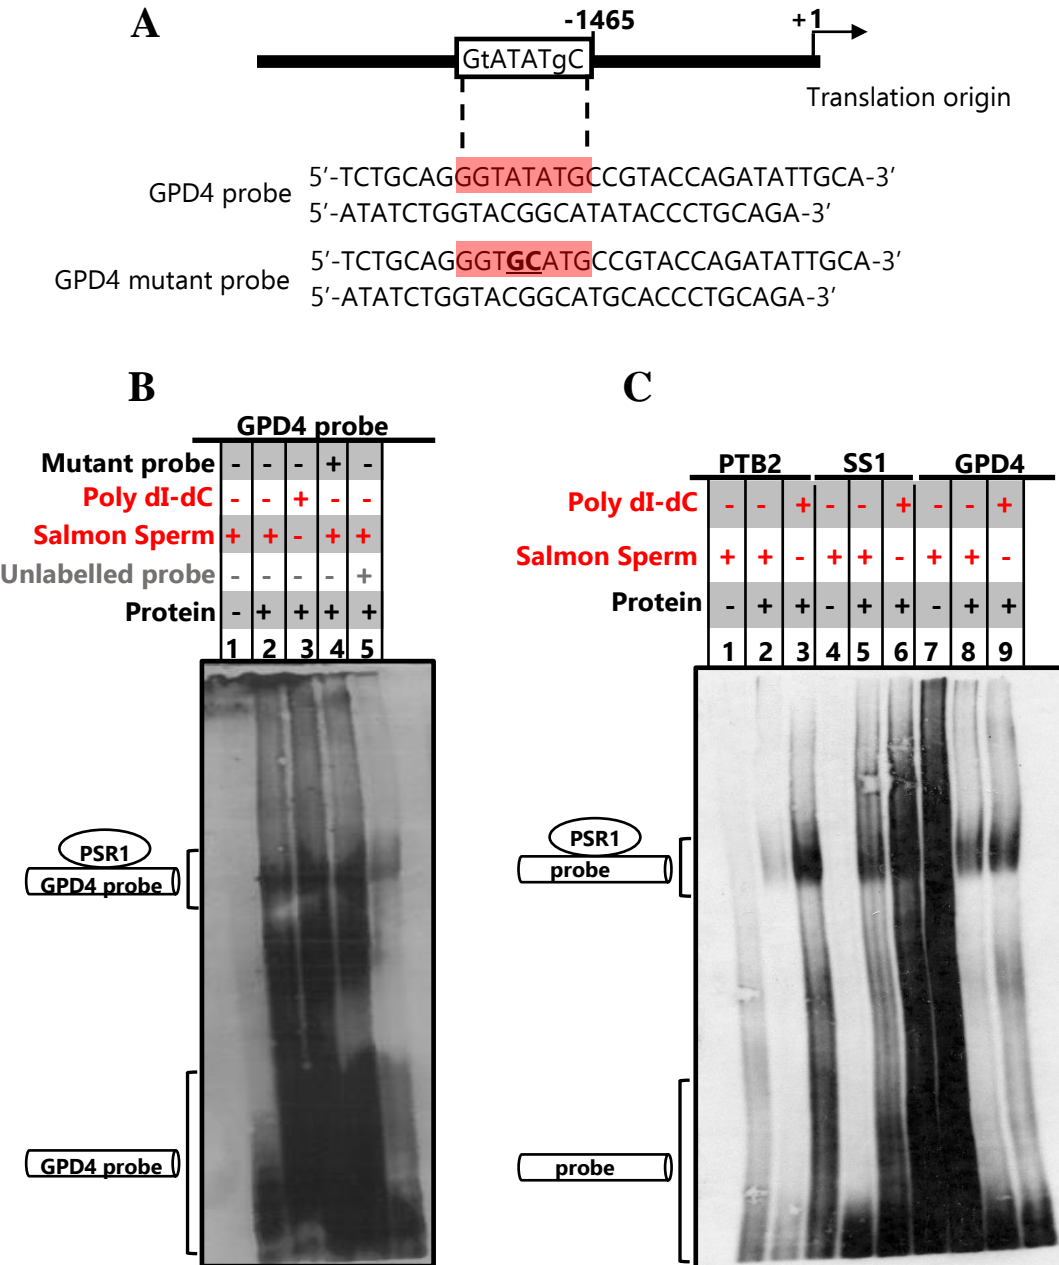 A
-1465
+1
GtATATgC
Translation origin
GPD4 probe
5′-TCTGCAGGGTATATGCCGTACCAGATATTGCA-3′
5′-ATATCTGGTACGGCATATACCCTGCAGA-3′
GPD4 mutant probe
5′-TCTGCAGGGTGCATGCCGTACCAGATATTGCA-3′
5′-ATATCTGGTACGGCATGCACCCTGCAGA-3′
B
GPD4 probe
Mutant probe - - - + -
Poly dI-dC - - + - -
Salmon Sperm + + - + +
Unlabelled probe - - - - +
Protein - + + + +
1 2 3 4 5
PSR1
GPD4 probe
GPD4 probe
C
PTB2 SS1 GPD4
Poly dI-dC - - + - - + - - +
Salmon Sperm + + - + + - + + -
Protein - + + - + + - + +
1 2 3 4 5 6 7 8 9
PSR1
probe
probe